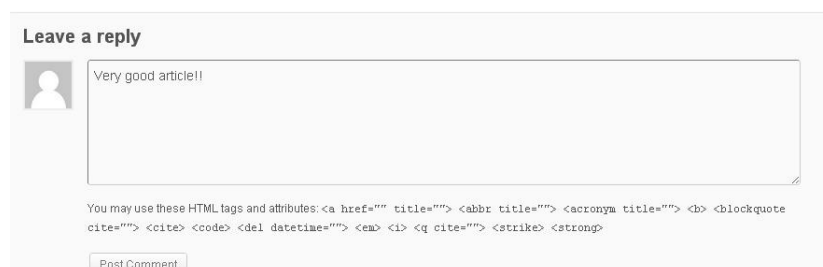 Leave a reply
Very good article!!
You may use these HTML tags and attributes: <a href="" title=""> <abbr title=""> <acronym title=""> <b> <blockquote
cite=""> <cite> <code> <del datetime=""> <em> <i> <q cite=""> <strike> <strong>
Post Comment